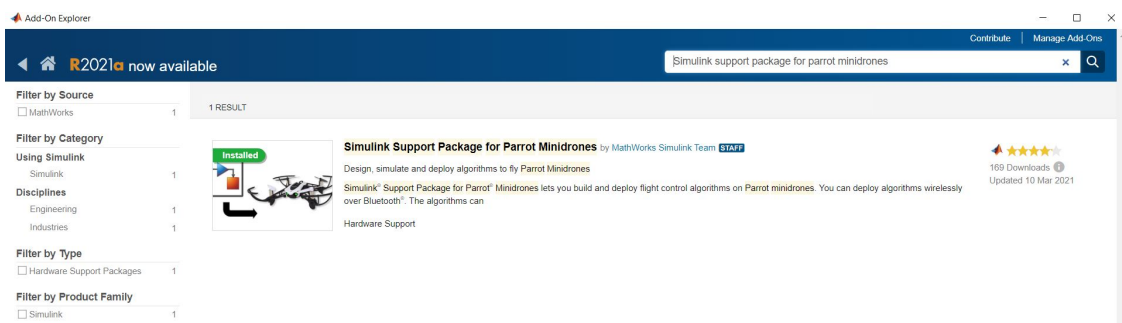 Add-On Explorer
Contribute | Manage Add-Ons
R2021a now available
Simulink support package for parrot minidrones
Filter by Source
MathWorks 1
1 RESULT
Filter by Category
Using Simulink
Simulink 1
Disciplines
Engineering 1
Industries 1
Filter by Type
Hardware Support Packages 1
Filter by Product Family
Simulink 1
Installed
Simulink Support Package for Parrot Minidrones by MathWorks Simulink Team STAFF
Design, simulate and deploy algorithms to fly Parrot Minidrones
Simulink® Support Package for Parrot® Minidrones lets you build and deploy flight control algorithms on Parrot minidrones. You can deploy algorithms wirelessly
over Bluetooth®. The algorithms can
Hardware Support
169 Downloads
Updated 10 Mar 2021